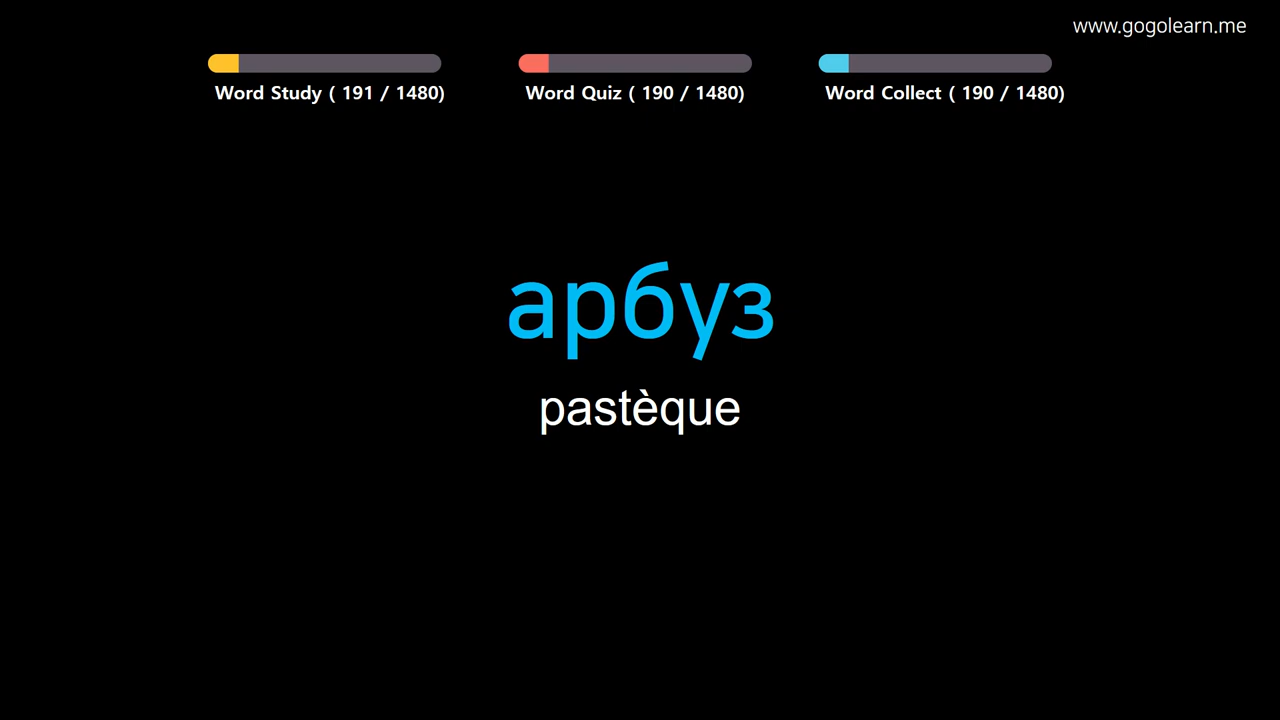 www.gogolearn.me
Word Study ( 191 / 1480)
Word Quiz ( 190 / 1480)
Word Collect ( 190 / 1480)
арбуз
pastèque